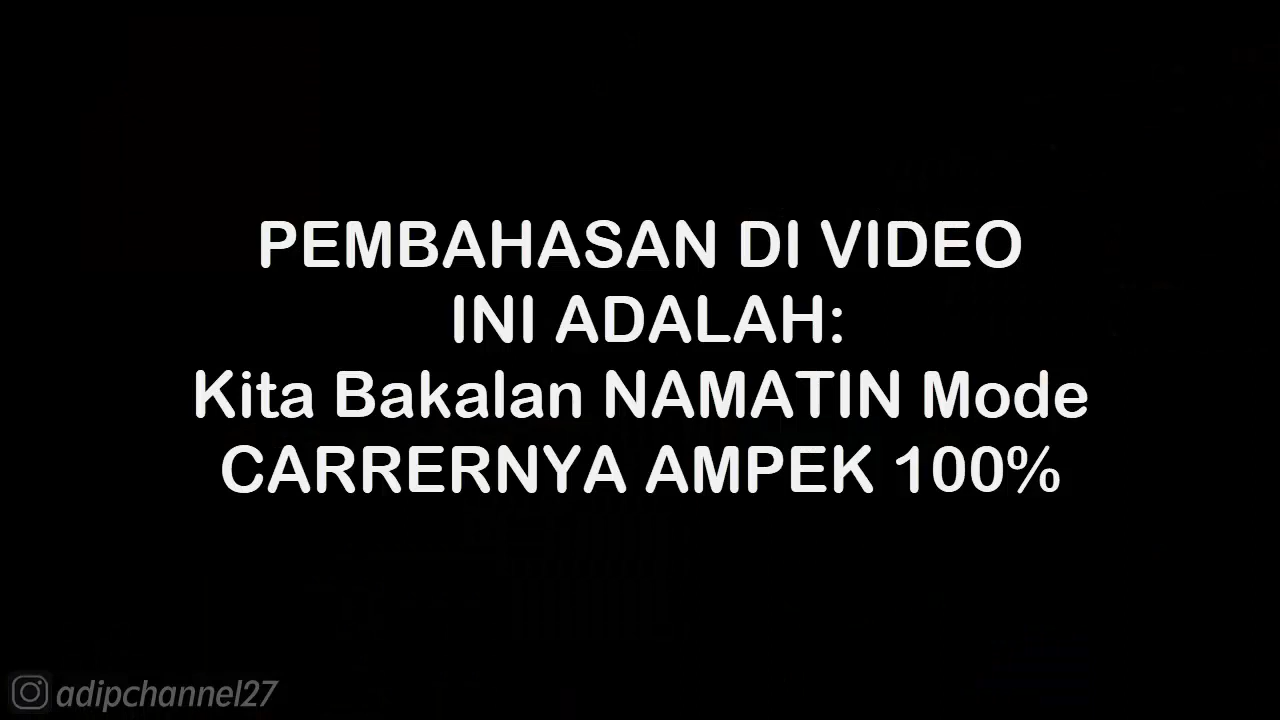 PEMBAHASAN DI VIDEO
INI ADALAH:
Kita Bakalan NAMATIN Mode
CARRERNYA AMPEK 100%
adipchannel27